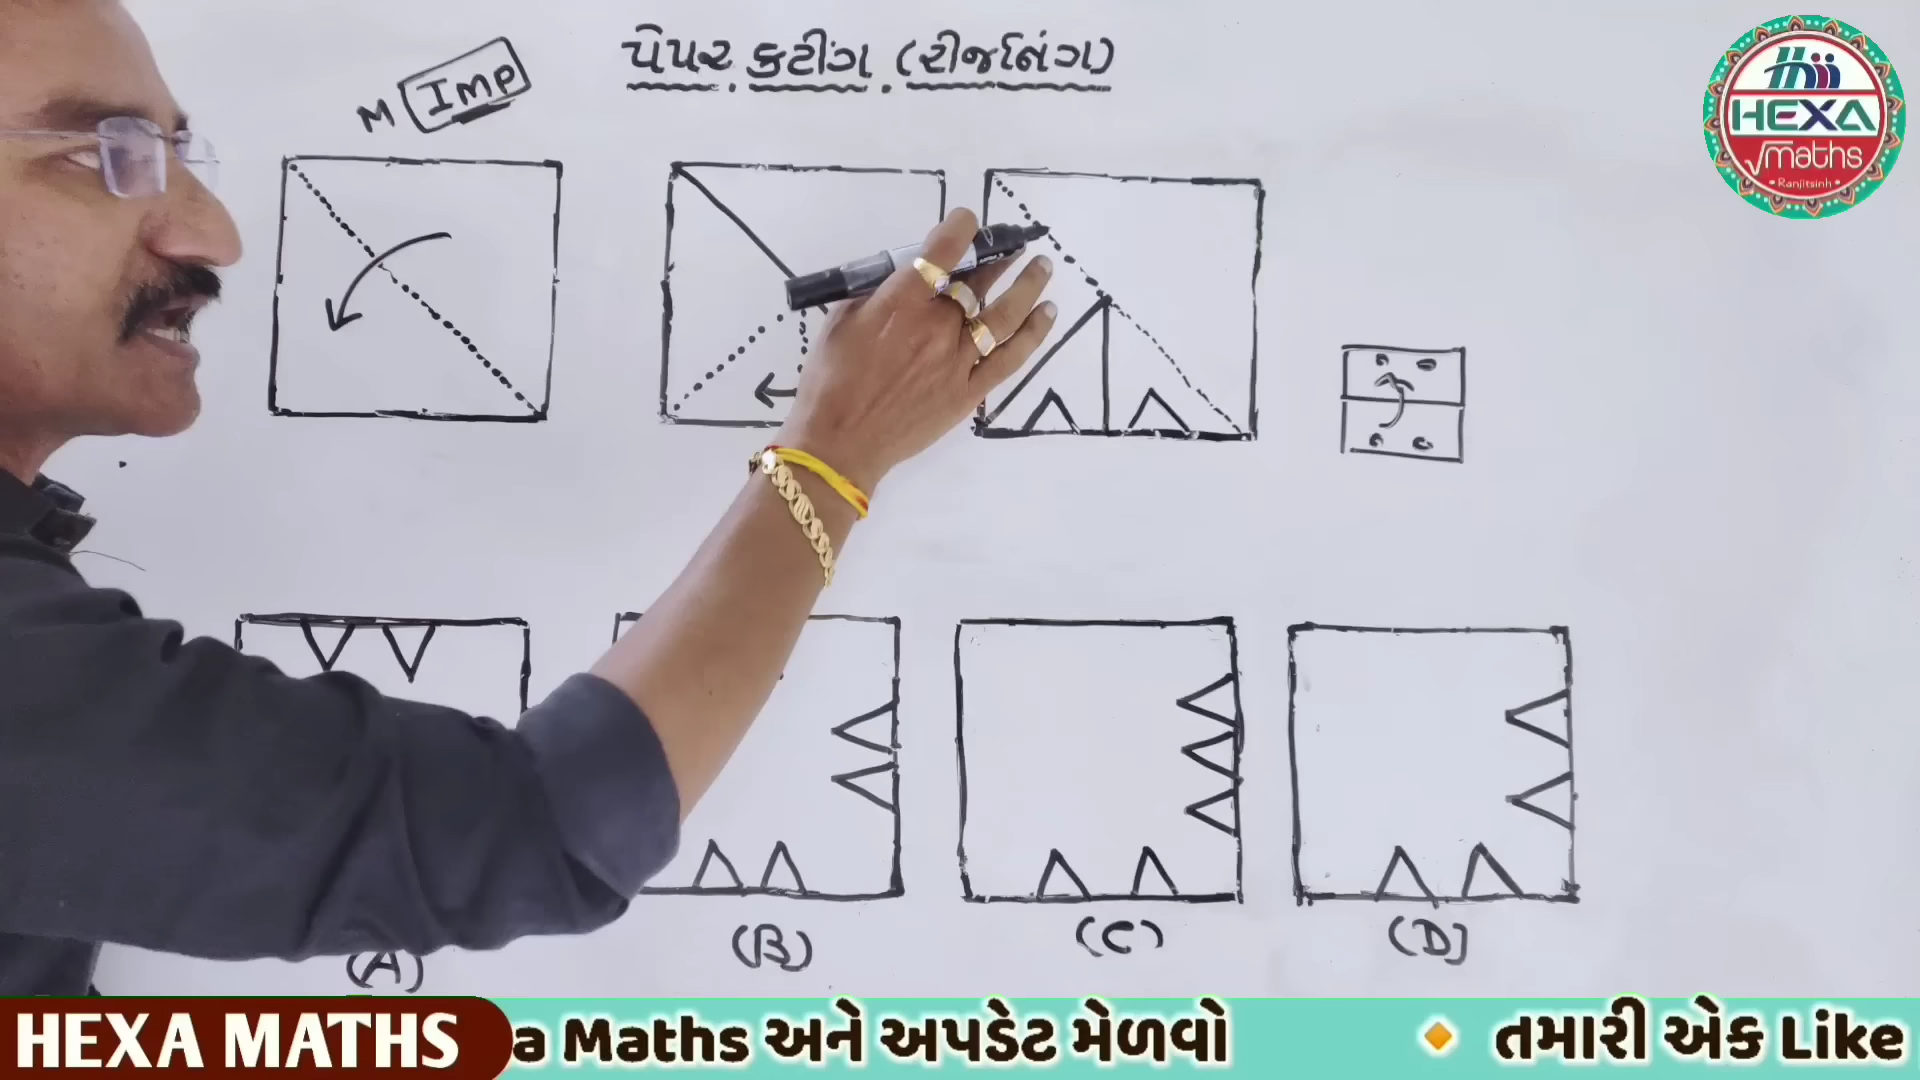 પેપર કટીંગ (રીઝનિંગ)
M Imp
HEXA
√maths
• Ranjitsinh •
(A)
(B)
(C)
(D)
HEXA MATHS
a Maths અને અપડેટ મેળવો 🔸 તમારી એક Like